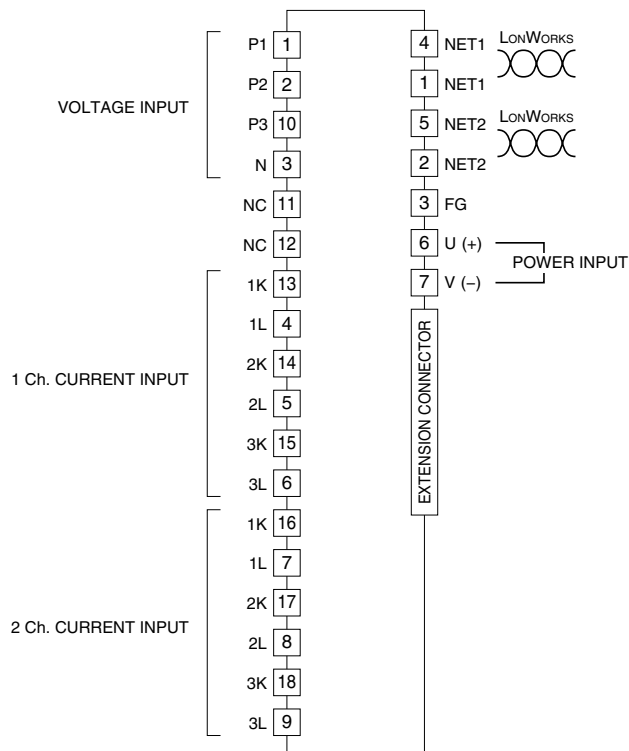 P1 1
P2 2
VOLTAGE INPUT
P3 10
N 3
NC 11
NC 12
1K 13
1L 4
2K 14
1 Ch. CURRENT INPUT
2L 5
3K 15
3L 6
1K 16
1L 7
2K 17
2 Ch. CURRENT INPUT
2L 8
3K 18
3L 9
4 NET1 LONWORKS
1 NET1
5 NET2 LONWORKS
2 NET2
3 FG
6 U (+)
POWER INPUT
7 V (−)
EXTENSION CONNECTOR